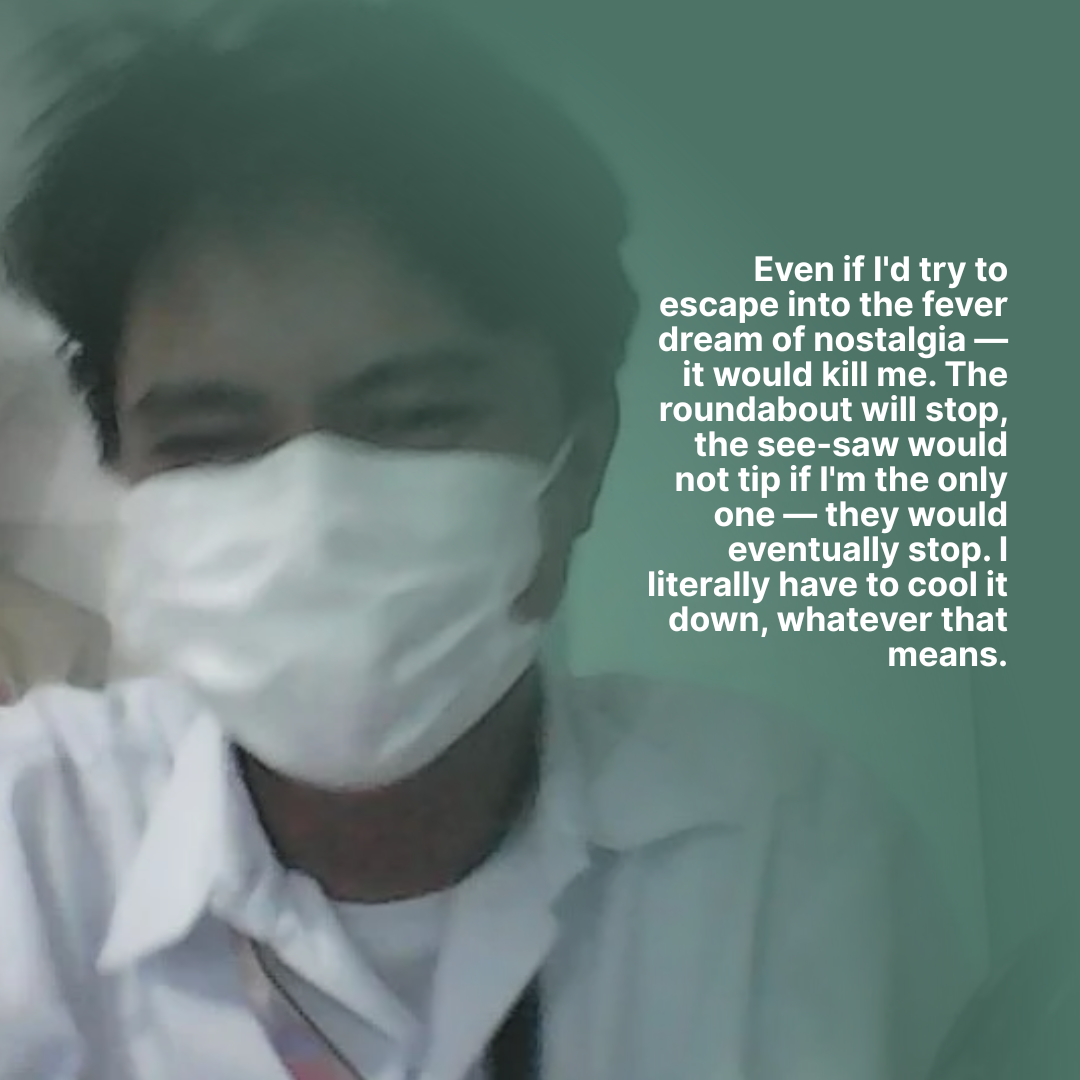 Even if I'd try to
escape into the fever
dream of nostalgia —
it would kill me. The
roundabout will stop,
the see-saw would
not tip if I'm the only
one — they would
eventually stop. I
literally have to cool it
down, whatever that
means.